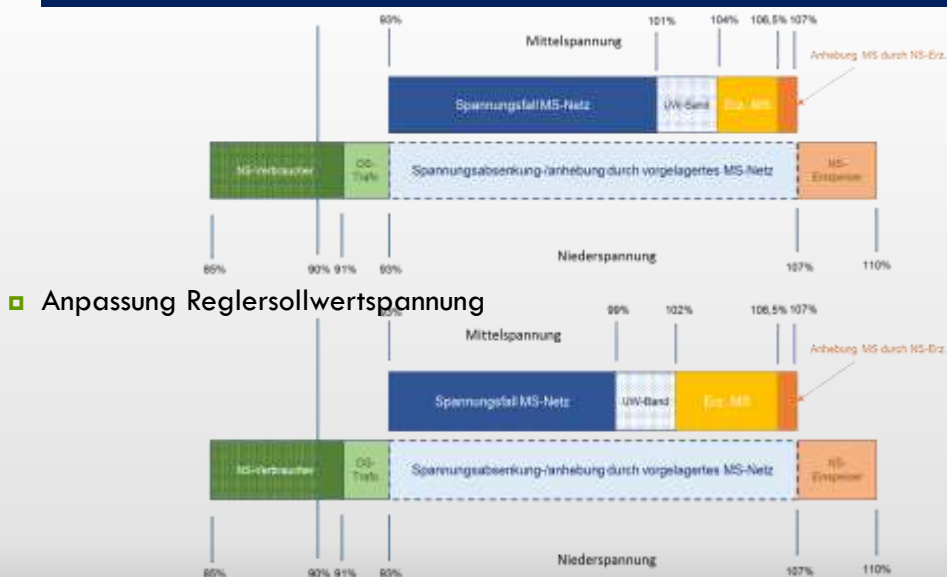 93% 101% 104% 106,5% 107%
Mittelspannung
Anhebung MS durch NS-Erz.
Spannungsfall MS-Netz UW-Band Erz. MS
NS-Verbraucher OS-Trafo Spannungsabsenkung-/anhebung durch vorgelagertes MS-Netz NS-Einspeiser
Niederspannung
85% 90% 91% 93% 107% 110%
Anpassung Reglersollwertspannung
93% 99% 102% 106,5% 107%
Mittelspannung
Anhebung MS durch NS-Erz.
Spannungsfall MS-Netz UW-Band Erz. MS
NS-Verbraucher OS-Trafo Spannungsabsenkung-/anhebung durch vorgelagertes MS-Netz NS-Einspeiser
Niederspannung
85% 90% 91% 93% 107% 110%